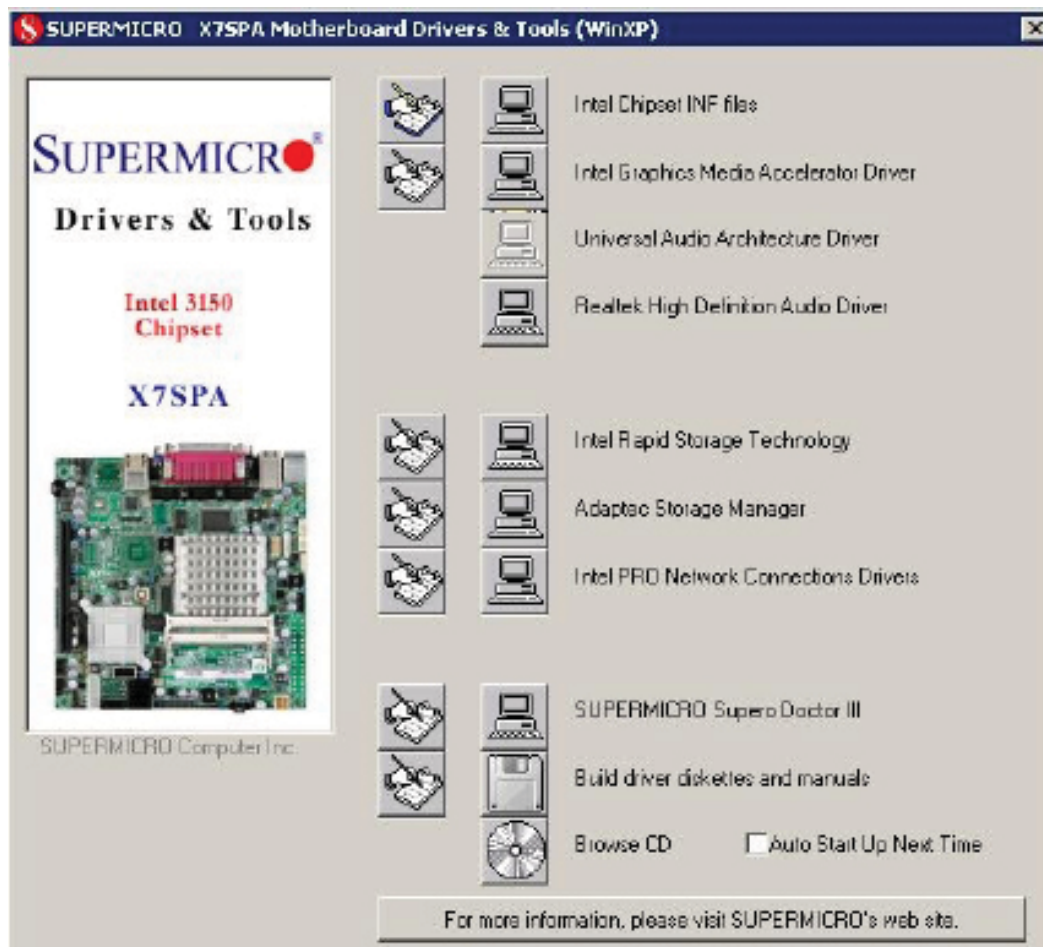 SUPERMICRO X7SPA Motherboard Drivers & Tools (WinXP)
SUPERMICRO®
Drivers & Tools
Intel 3150
Chipset
X7SPA
SUPERMICRO Computer Inc.
Intel Chipset INF files
Intel Graphics Media Accelerator Driver
Universal Audio Architecture Driver
Realtek High Definition Audio Driver
Intel Rapid Storage Technology
Adaptec Storage Manager
Intel PRO Network Connections Drivers
SUPERMICRO Supero Doctor III
Build driver diskettes and manuals
Browse CD
Auto Start Up Next Time
For more information, please visit SUPERMICRO's web site.